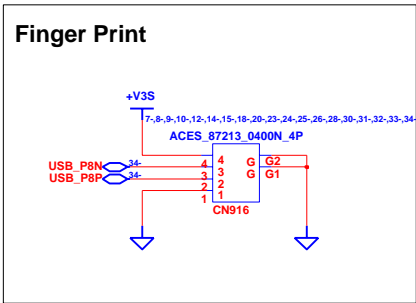 Finger Print
+V3S
7-,8-,9-,10-,12-,14-,15-,18-,20-,23-,24-,25-,26-,28-,30-,31-,32-,33-,34-
ACES_87213_0400N_4P
4 4 G G2
USB_P8N 34- 3 3 G G1
USB_P8P 34- 2 2
1 1
CN916